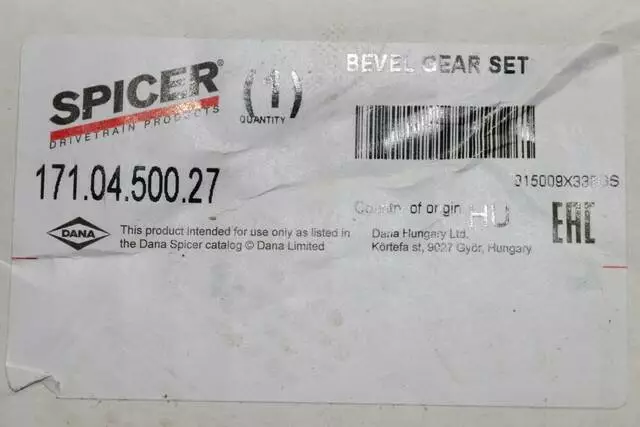 SPICER®
DRIVETRAIN PRODUCTS
(1)
QUANTITY
BEVEL GEAR SET
171.04.500.27
Country of origin HU
EAC
DANA
This product intended for use only as listed in
the Dana Spicer catalog © Dana Limited
Dana Hungary Ltd.
Körtefa st, 9027 Győr, Hungary